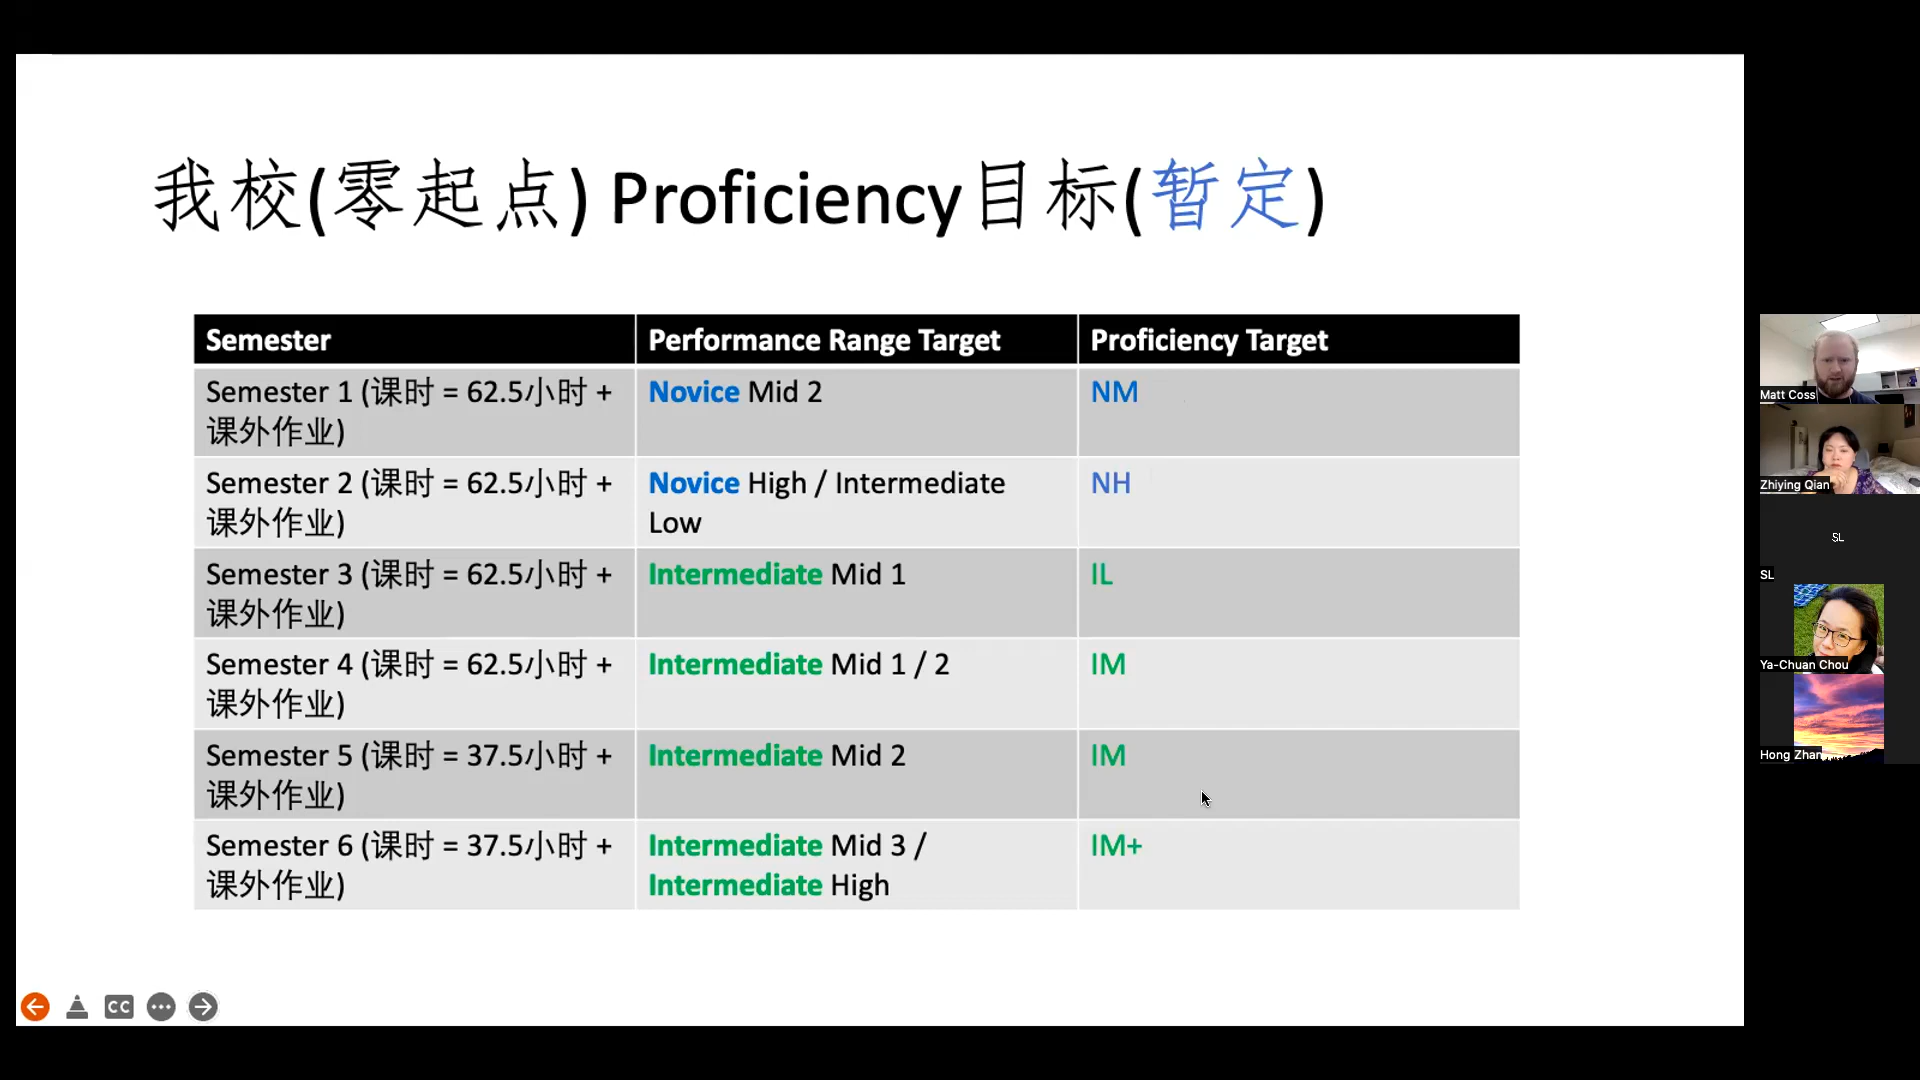 我校(零起点) Proficiency目标(暂定)
Semester
Performance Range Target
Proficiency Target
Semester 1 (课时 = 62.5小时 +
课外作业)
Novice Mid 2
NM
Semester 2 (课时 = 62.5小时 +
课外作业)
Novice High / Intermediate
Low
NH
Semester 3 (课时 = 62.5小时 +
课外作业)
Intermediate Mid 1
IL
Semester 4 (课时 = 62.5小时 +
课外作业)
Intermediate Mid 1 / 2
IM
Semester 5 (课时 = 37.5小时 +
课外作业)
Intermediate Mid 2
IM
Semester 6 (课时 = 37.5小时 +
课外作业)
Intermediate Mid 3 /
Intermediate High
IM+
CC
Matt Coss
Zhiying Qian
SL
SL
Ya-Chuan Chou
Hong Zhan